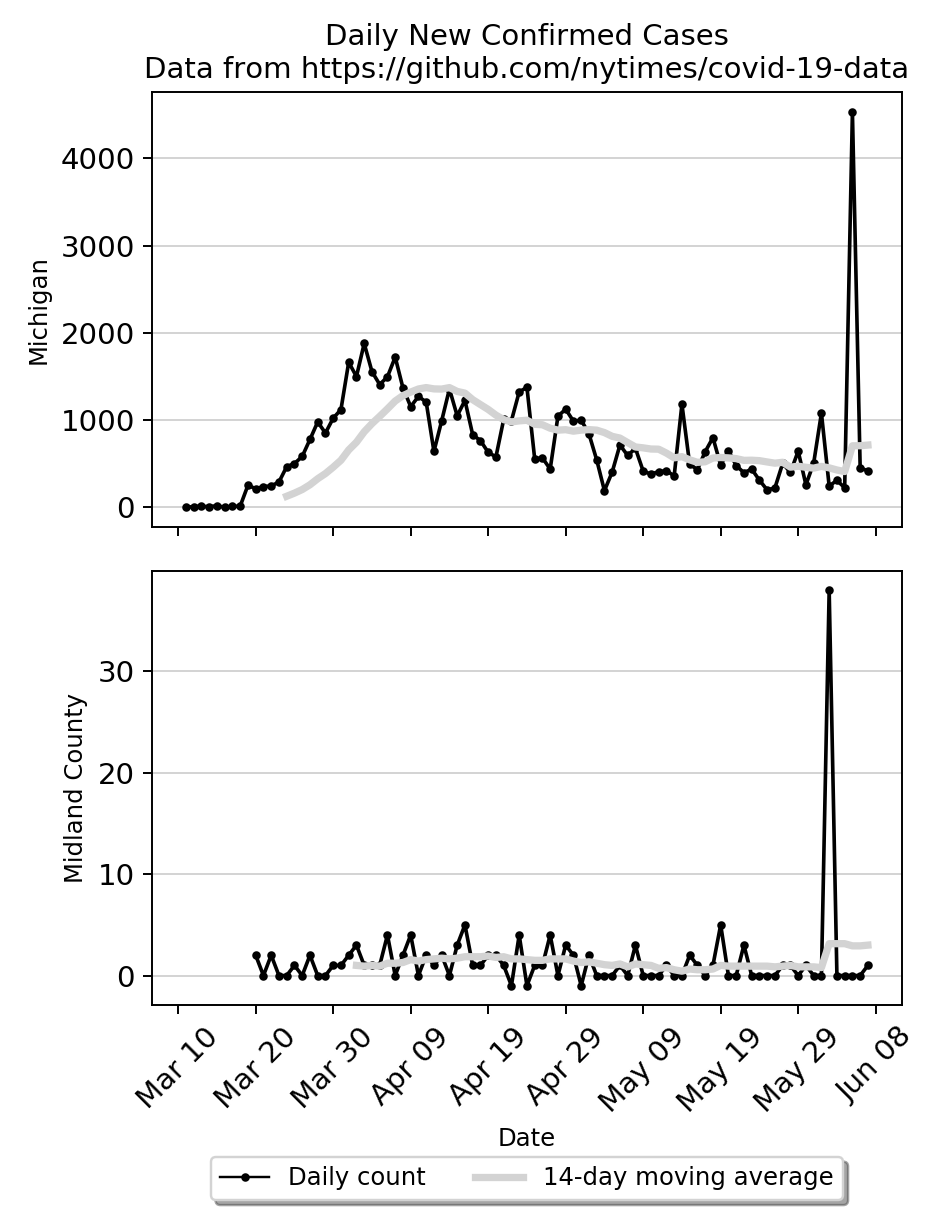 Daily New Confirmed Cases
Data from https://github.com/nytimes/covid-19-data
Michigan
4000
3000
2000
1000
0
Midland County
30
20
10
0
Mar 10
Mar 20
Mar 30
Apr 09
Apr 19
Apr 29
May 09
May 19
May 29
Jun 08
Date
Daily count
14-day moving average